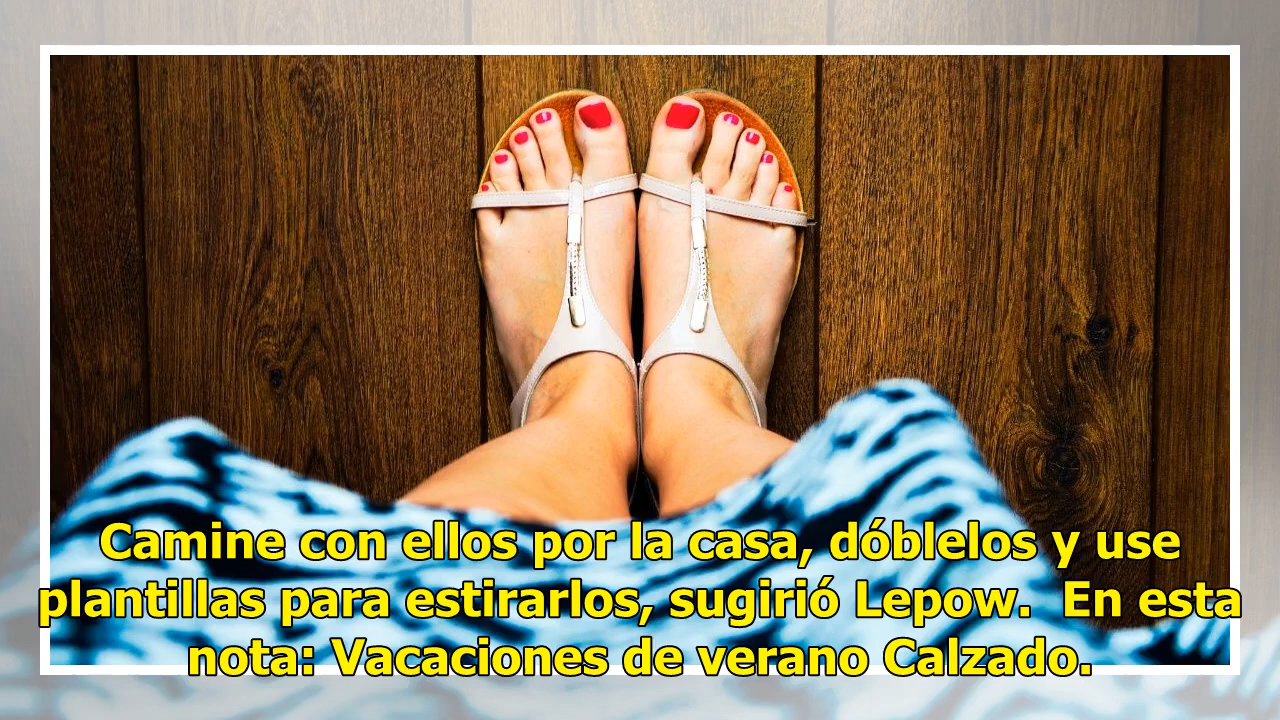 Camine con ellos por la casa, dóblelos y use
plantillas para estirarlos, sugirió Lepow.  En esta
nota: Vacaciones de verano Calzado.